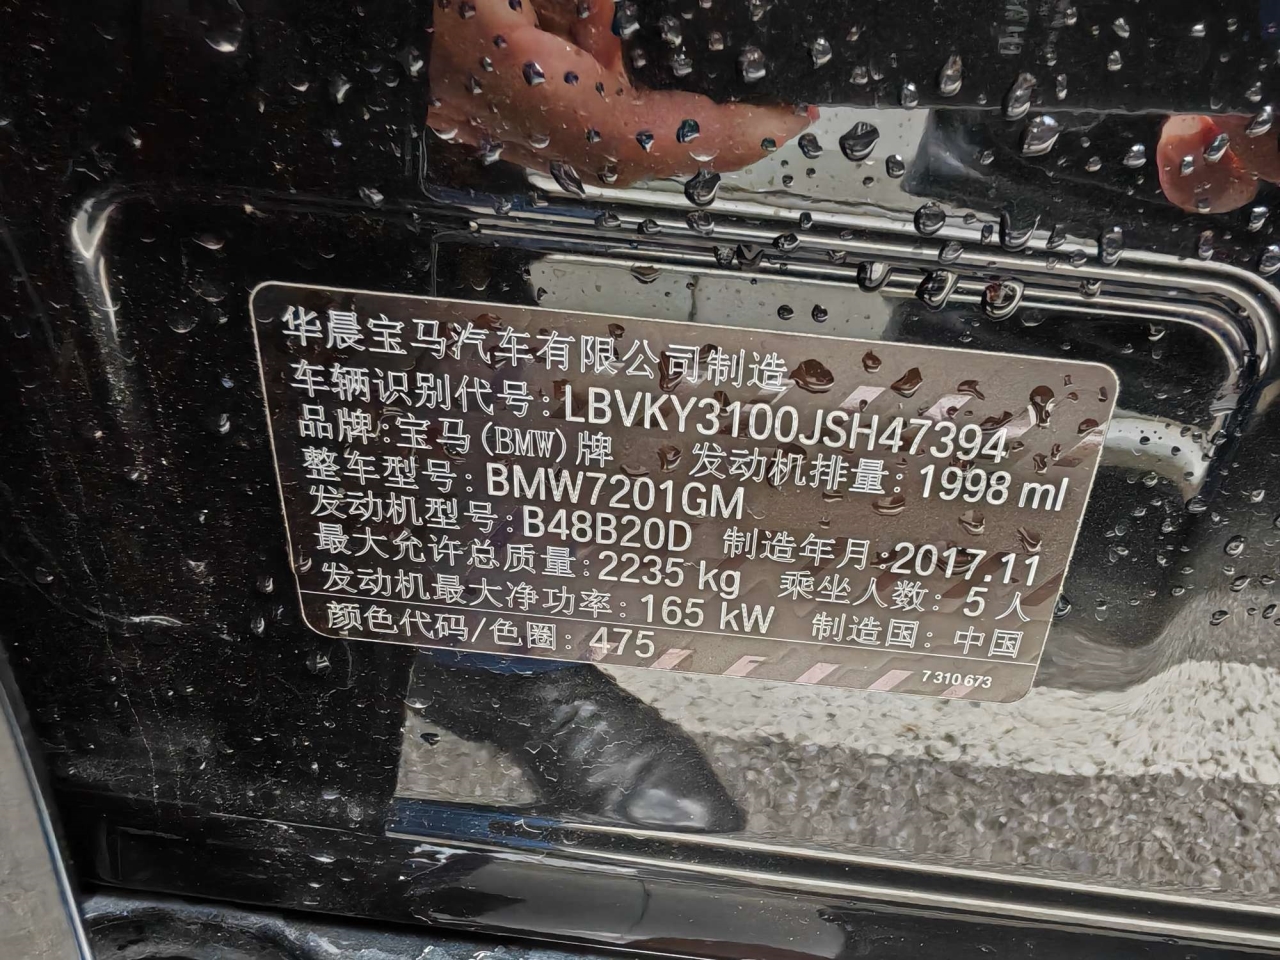 华晨宝马汽车有限公司制造
车辆识别代号:LBVKY3100JSH47394
品牌:宝马(BMW)牌 发动机排量:1998 ml
整车型号:BMW7201GM
发动机型号:B48B20D 制造年月:2017.11
最大允许总质量:2235 kg 乘坐人数:5人
发动机最大净功率:165 kW 制造国:中国
颜色代码/色圈:475
7 310 673